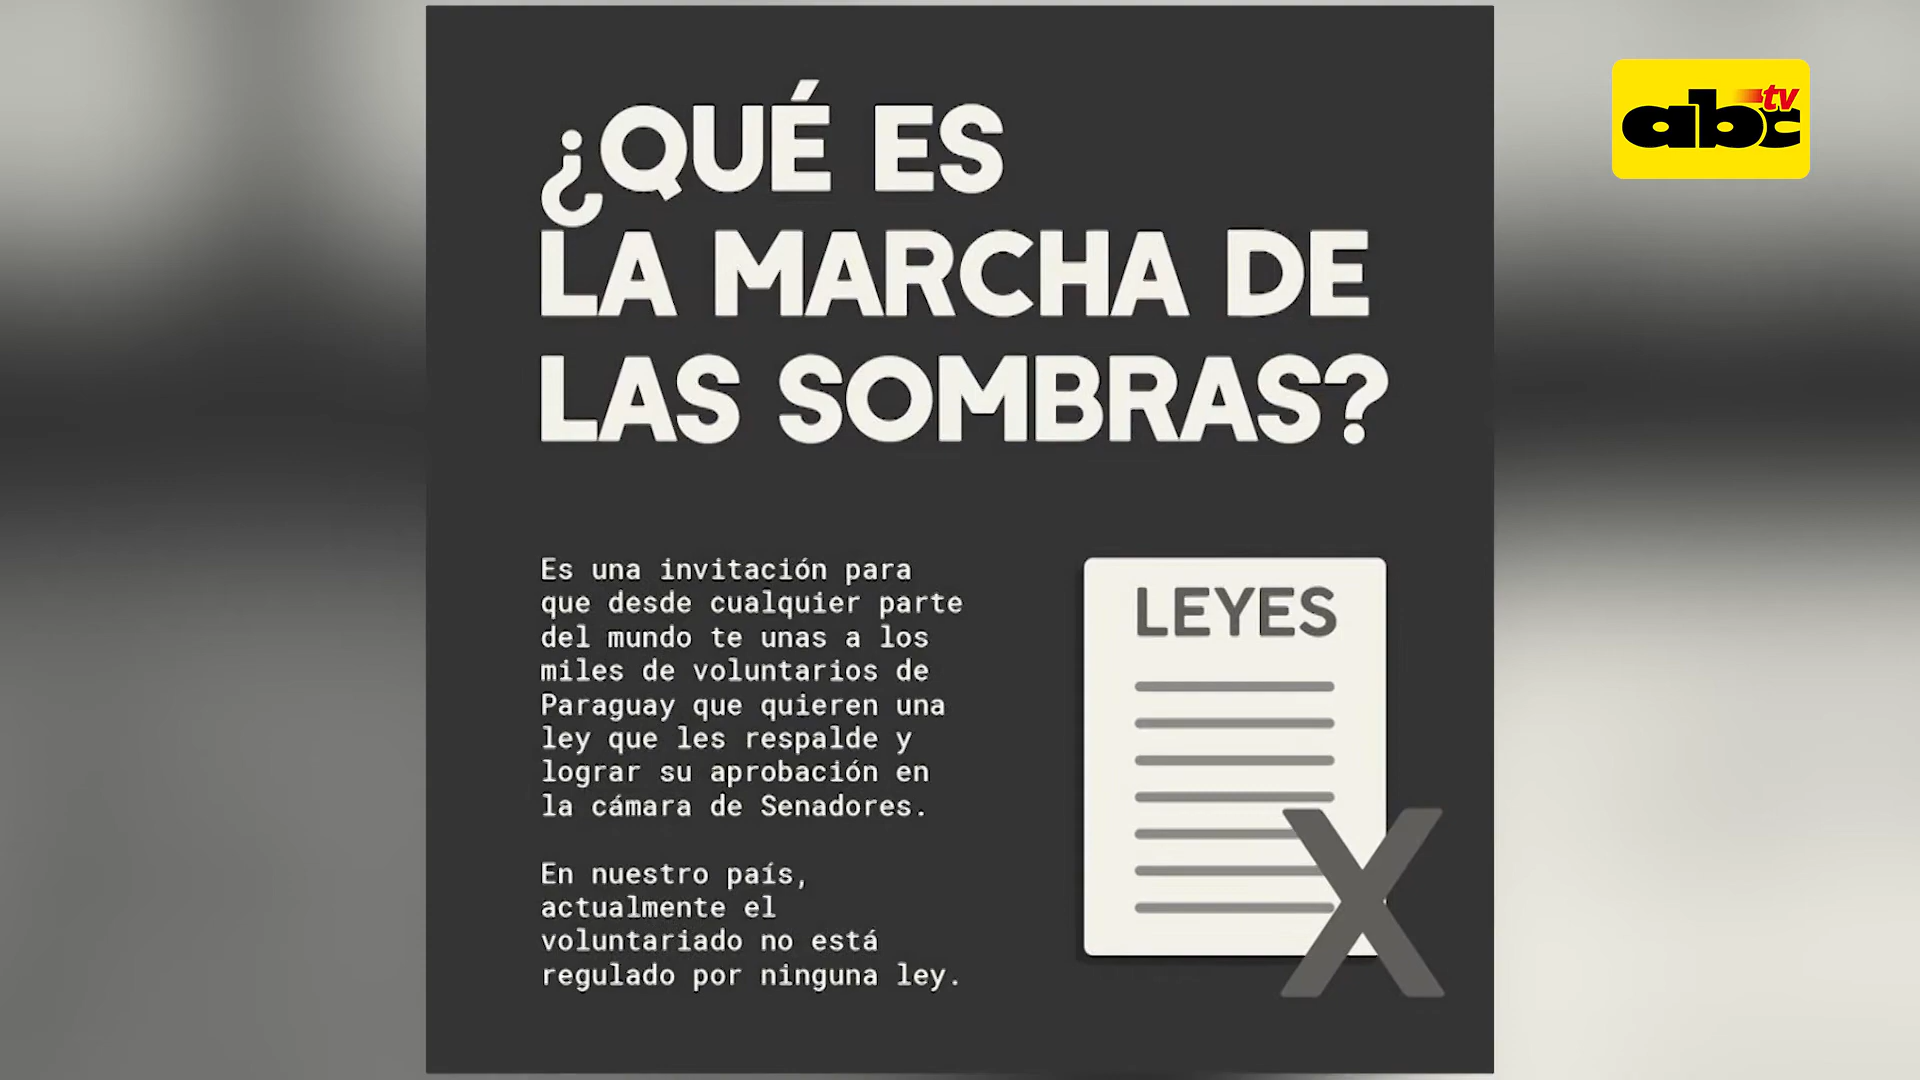 ¿QUÉ ES
LA MARCHA DE
LAS SOMBRAS?
Es una invitación para
que desde cualquier parte
del mundo te unas a los
miles de voluntarios de
Paraguay que quieren una
ley que les respalde y
lograr su aprobación en
la cámara de Senadores.
En nuestro país,
actualmente el
voluntariado no está
regulado por ninguna ley.
LEYES
X
abc tv